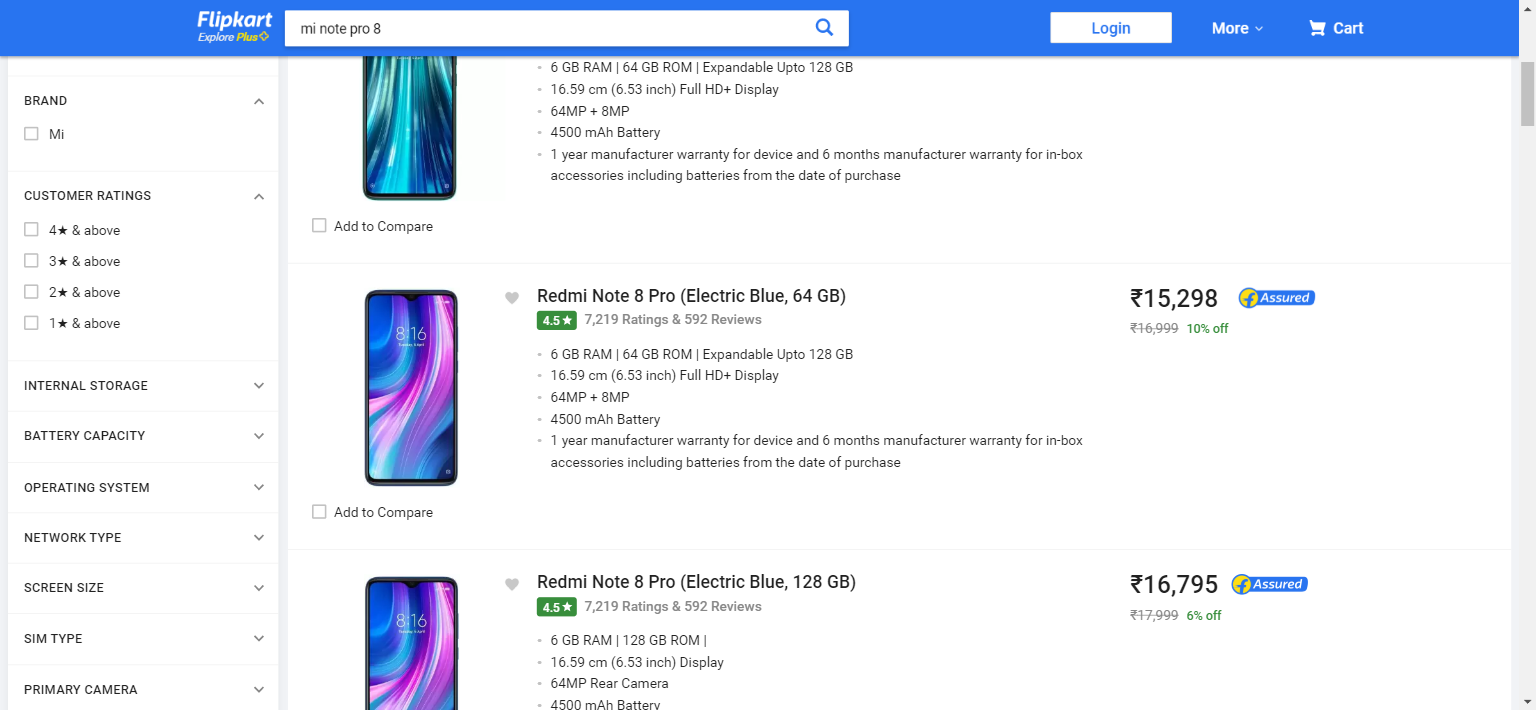 Flipkart
Explore Plus
mi note pro 8
Login
More
Cart
BRAND
Mi
CUSTOMER RATINGS
4★ & above
3★ & above
2★ & above
1★ & above
INTERNAL STORAGE
BATTERY CAPACITY
OPERATING SYSTEM
NETWORK TYPE
SCREEN SIZE
SIM TYPE
PRIMARY CAMERA
6 GB RAM | 64 GB ROM | Expandable Upto 128 GB
16.59 cm (6.53 inch) Full HD+ Display
64MP + 8MP
4500 mAh Battery
1 year manufacturer warranty for device and 6 months manufacturer warranty for in-box
accessories including batteries from the date of purchase
Add to Compare
8:16
Redmi Note 8 Pro (Electric Blue, 64 GB)
4.5★ 7,219 Ratings & 592 Reviews
6 GB RAM | 64 GB ROM | Expandable Upto 128 GB
16.59 cm (6.53 inch) Full HD+ Display
64MP + 8MP
4500 mAh Battery
1 year manufacturer warranty for device and 6 months manufacturer warranty for in-box
accessories including batteries from the date of purchase
₹15,298 Assured
₹16,999 10% off
Add to Compare
8:16
Redmi Note 8 Pro (Electric Blue, 128 GB)
4.5★ 7,219 Ratings & 592 Reviews
6 GB RAM | 128 GB ROM |
16.59 cm (6.53 inch) Display
64MP Rear Camera
4500 mAh Battery
₹16,795 Assured
₹17,999 6% off